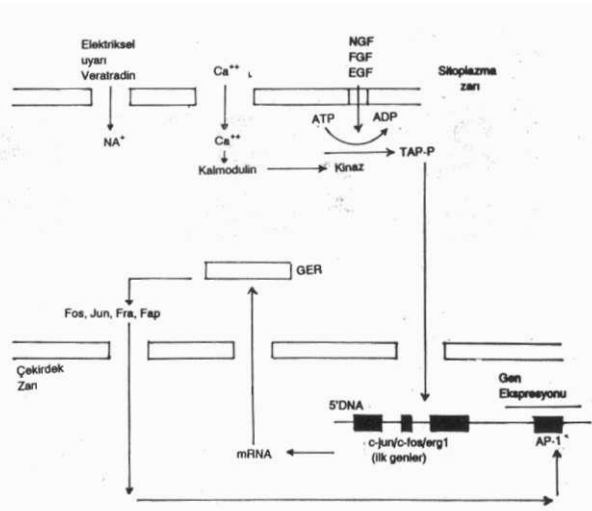 Elektriksel
uyarı
Veratradin
Ca++
NGF
FGF
EGF
Sitoplazma
zarı
NA+
Ca++
Kalmodulin
ATP
ADP
Kinaz
TAP-P
GER
Fos, Jun, Fra, Fap
Çekirdek
Zarı
Gen
Ekspresyonu
5'DNA
c-jun/c-fos/erg1
(ilk genler)
AP-1
mRNA